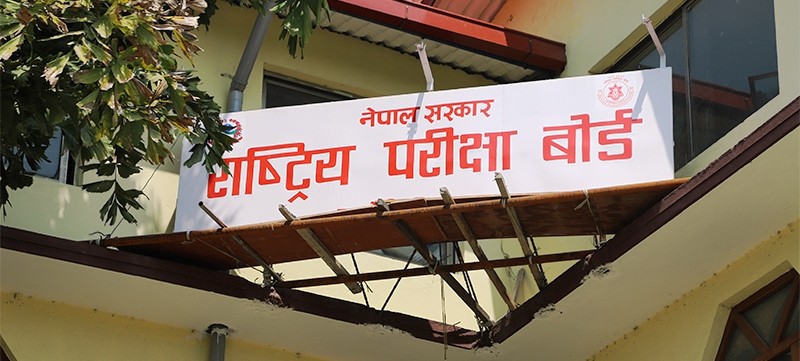 नेपाल सरकार
राष्ट्रिय परीक्षा बोर्ड